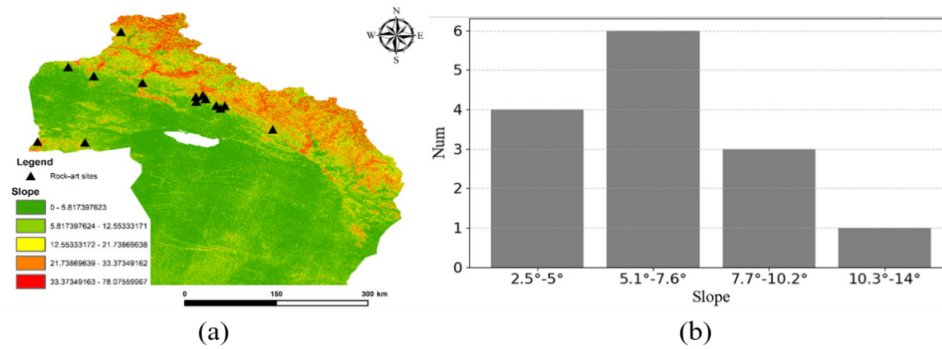 N
W E
S
Legend
Rock-art sites
Slope
0 - 5.817397623
5.817397624 - 12.55333171
12.55333172 - 21.73869638
21.73869639 - 33.37349162
33.37349163 - 78.07559967
0 150 300 km
(a)
6
5
4
3
2
1
0
Num
2.5°-5° 5.1°-7.6° 7.7°-10.2° 10.3°-14°
Slope
(b)